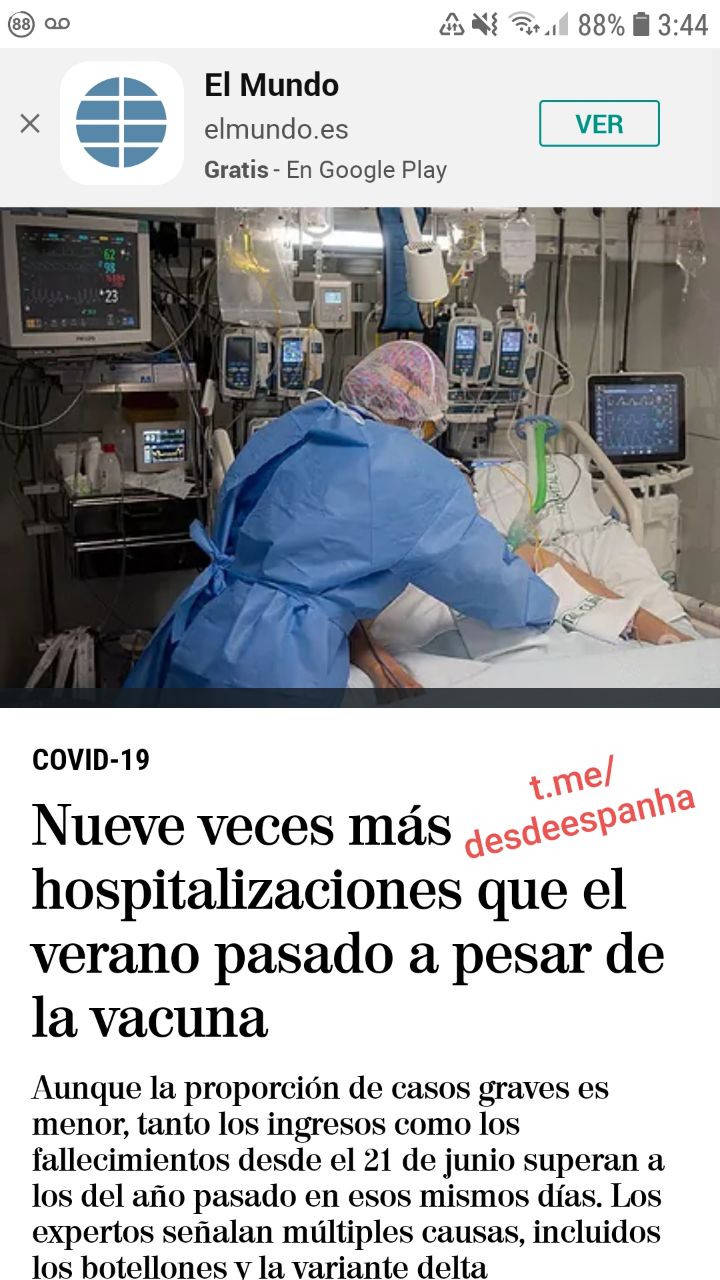 88
88% 3:44
El Mundo
elmundo.es
Gratis - En Google Play
VER
62
98
23
PHILIPS
COVID-19
t.me/
desdeespanha
Nueve veces más
hospitalizaciones que el
verano pasado a pesar de
la vacuna
Aunque la proporción de casos graves es
menor, tanto los ingresos como los
fallecimientos desde el 21 de junio superan a
los del año pasado en esos mismos días. Los
expertos señalan múltiples causas, incluidos
los botellones y la variante delta